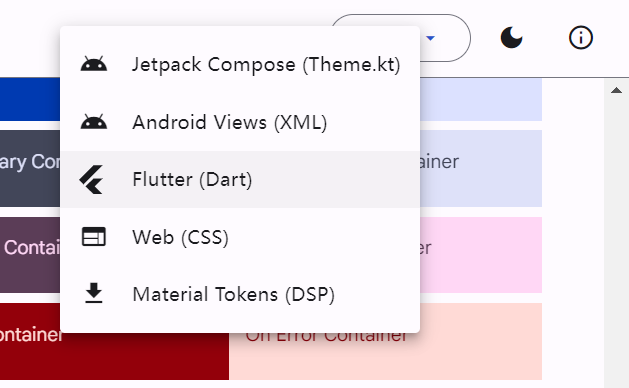 Jetpack Compose (Theme.kt)
Android Views (XML)
ary Con
ainer
Flutter (Dart)
Web (CSS)
Contai
er
Material Tokens (DSP)
ontainer
On Error Container